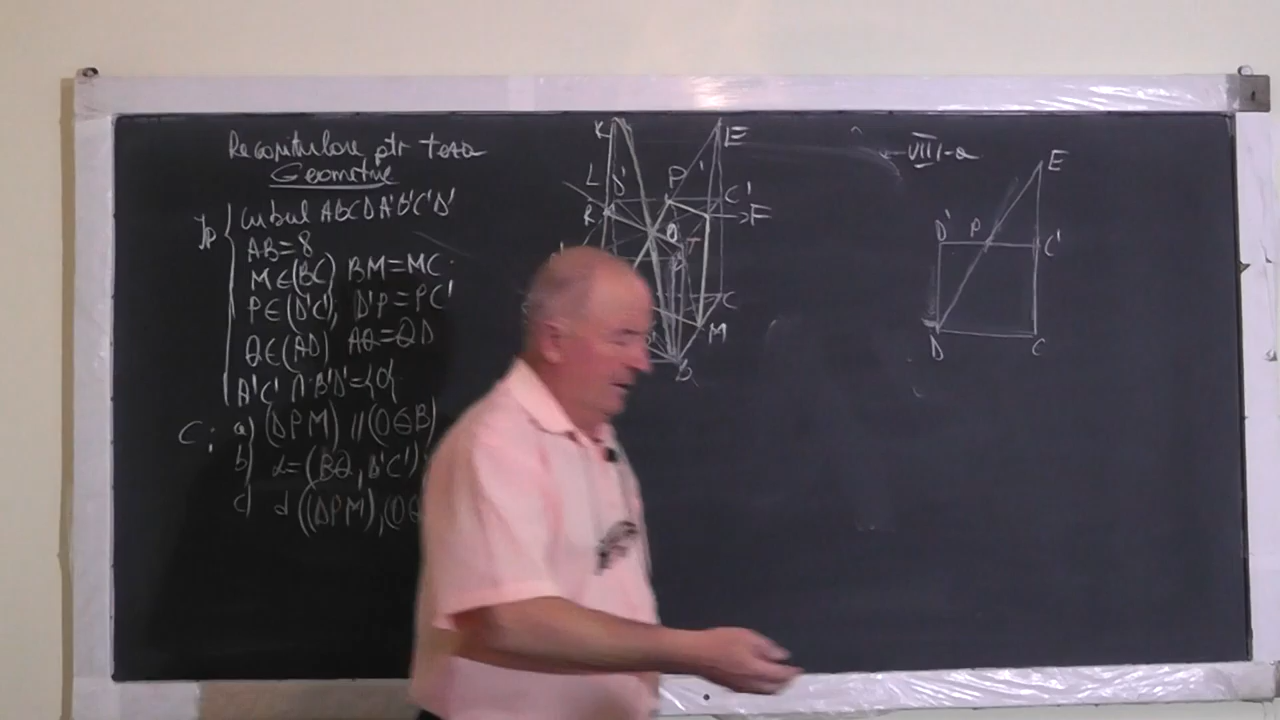 Recapitulare ptr teza
Geometrie
Ip { cubul ABCDA'B'C'D'
AB=8
M∈(BC) BM=MC
P∈(D'C'); D'P=PC'
Q∈(AD) AQ=QD
A'C' ∩ B'D'={O}
C: a) (DPM) // (OQB)
b) α=(BQ, B'C')
c) d((DPM),(OQ
K
E
L
D'
P
C'
R
F
O
T
C
M
B
VIII-a
E
D'
P
C'
D
C